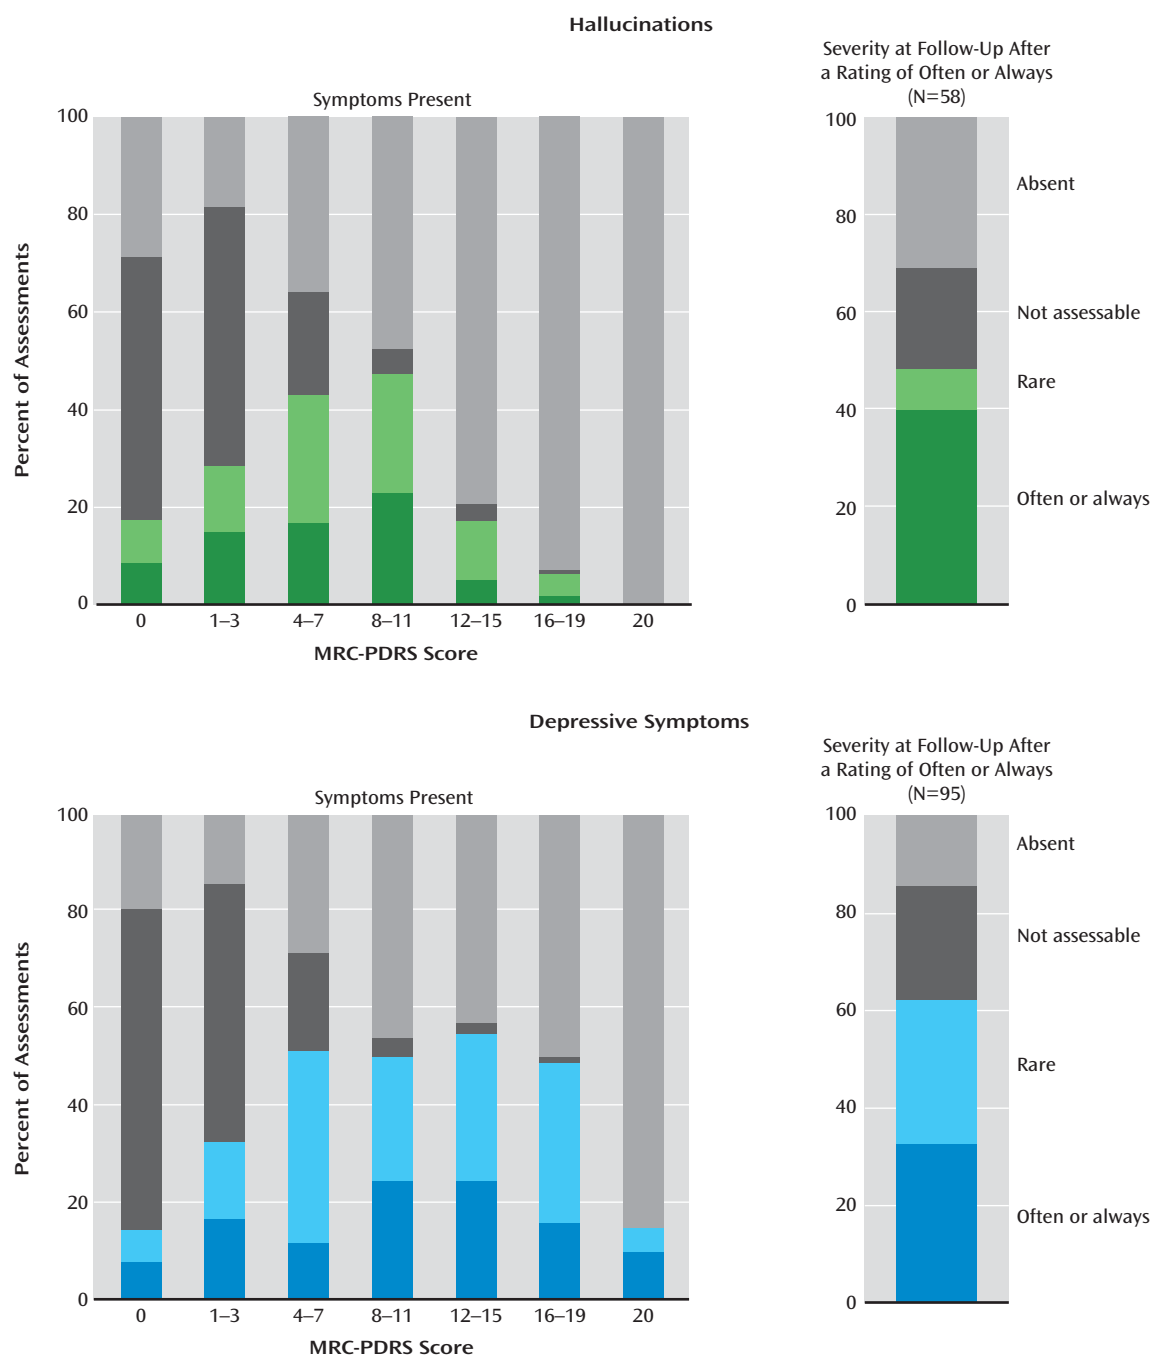 Hallucinations
Severity at Follow-Up After
a Rating of Often or Always
(N=58)
Symptoms Present
Percent of Assessments
100
80
60
40
20
0
0
1–3
4–7
8–11
12–15
16–19
20
MRC-PDRS Score
100
80
60
40
20
0
Absent
Not assessable
Rare
Often or always
Depressive Symptoms
Severity at Follow-Up After
a Rating of Often or Always
(N=95)
Symptoms Present
Percent of Assessments
100
80
60
40
20
0
0
1–3
4–7
8–11
12–15
16–19
20
MRC-PDRS Score
100
80
60
40
20
0
Absent
Not assessable
Rare
Often or always